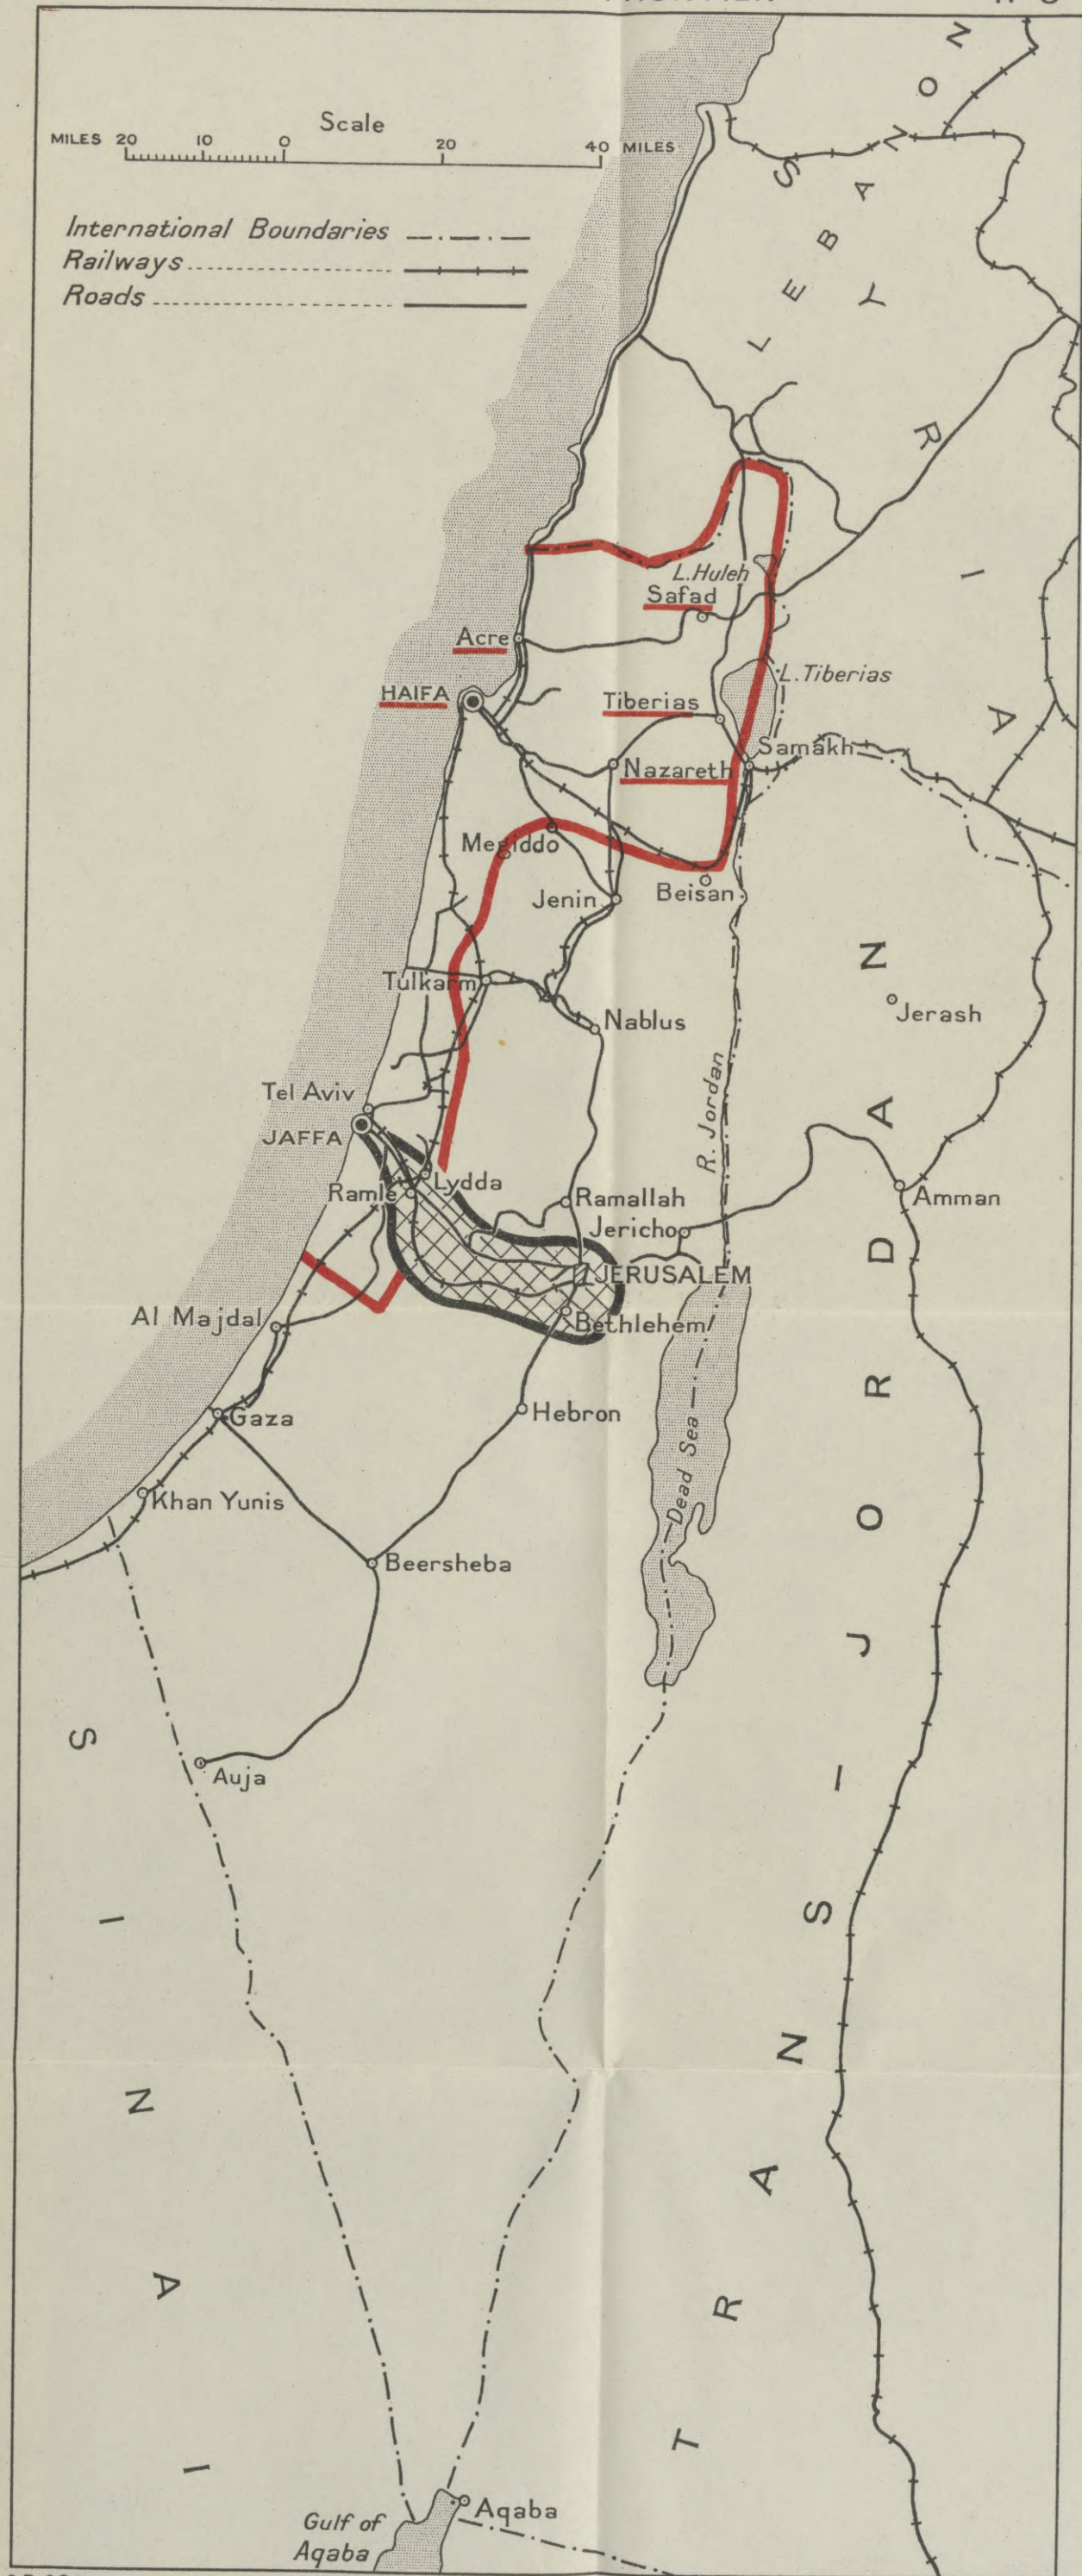 Scale
MILES 20 10 0 20 40 MILES
International Boundaries
Railways
Roads
LEBANON
SYRIA
L. Huleh
Safad
Acre
HAIFA
L. Tiberias
Tiberias
Samakh
Nazareth
Megiddo
Jenin
Beisan
Tulkarm
Nablus
Jerash
R. Jordan
Tel Aviv
JAFFA
Lydda
Ramle
Ramallah
Amman
Jericho
JERUSALEM
Al Majdal
Bethlehem
Gaza
Hebron
Dead Sea
Khan Yunis
Beersheba
Auja
SINAI
TRANS-JORDAN
Aqaba
Gulf of
Aqaba